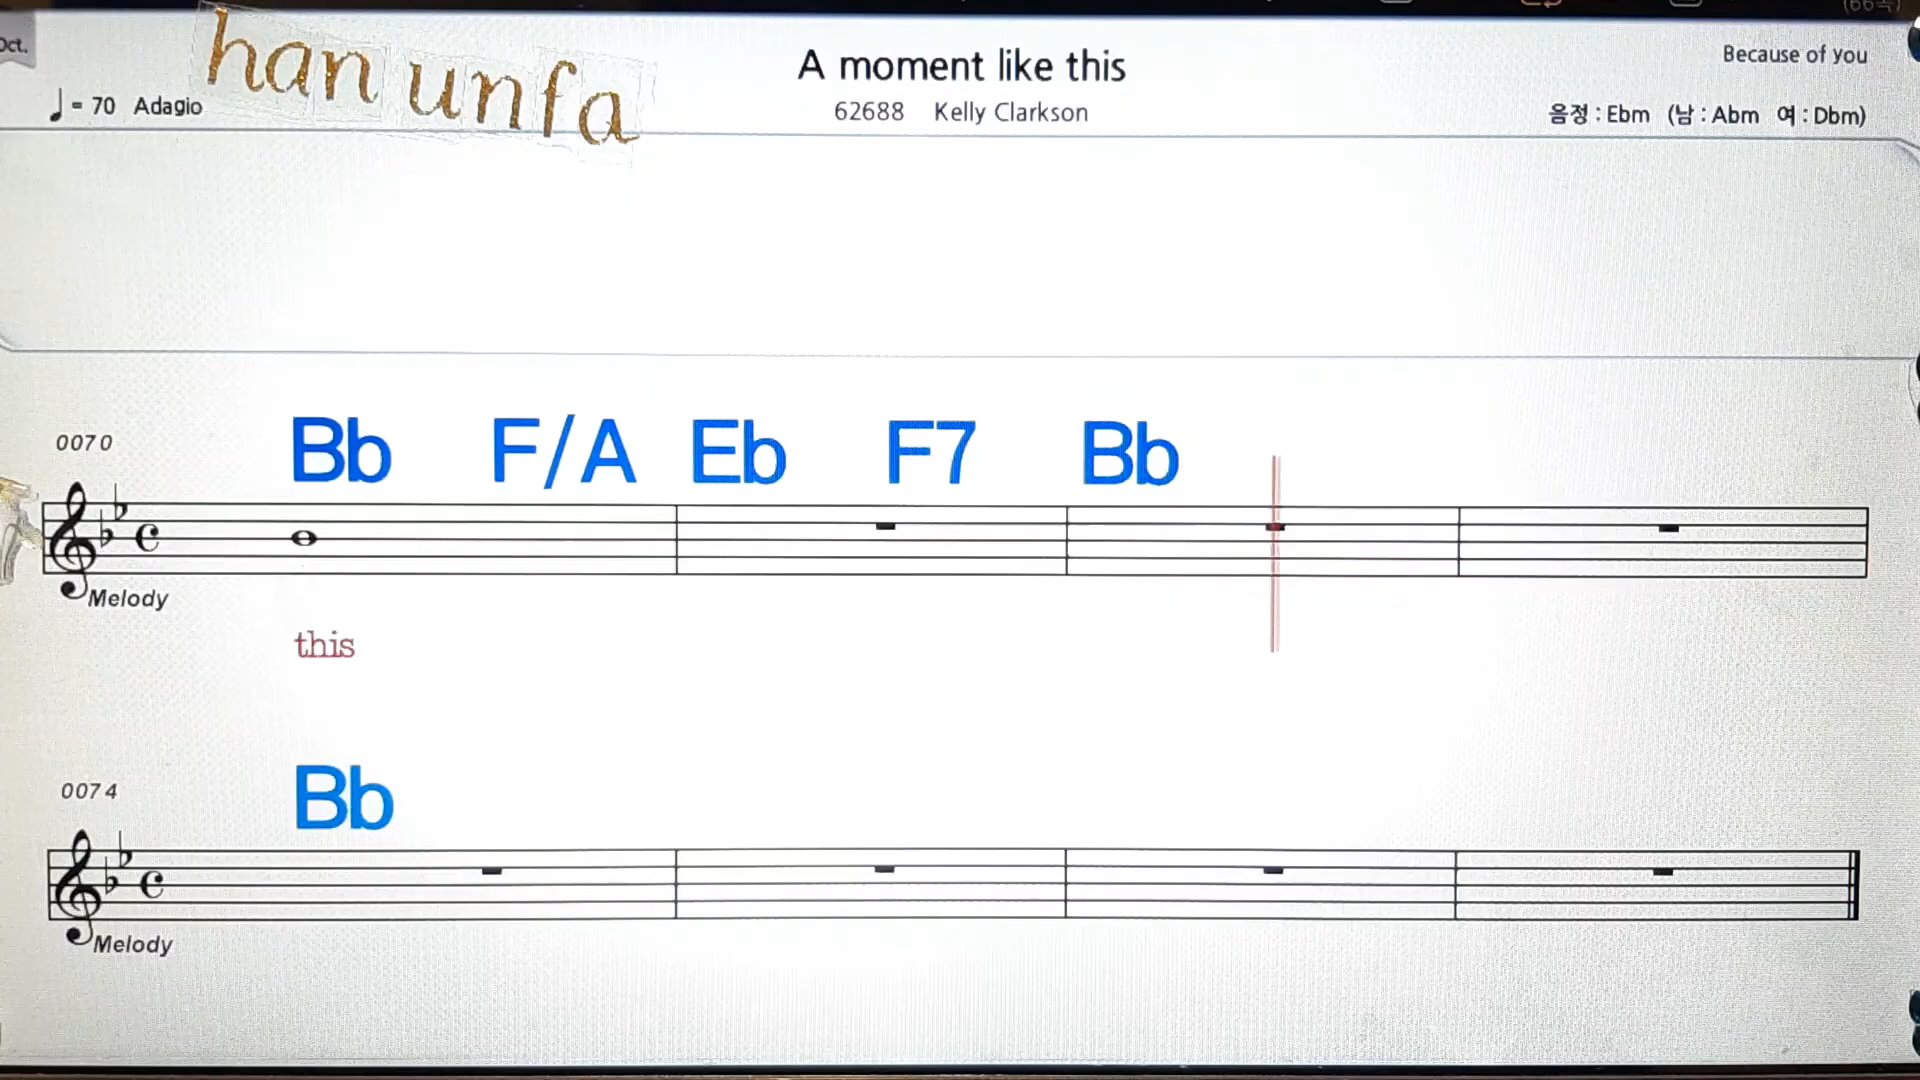 Oct.
han unfa
A moment like this
Because of you
= 70 Adagio
62688 Kelly Clarkson
음정 : Ebm (남 : Abm 여 : Dbm)
0070
Bb F/A Eb F7 Bb
Melody
this
0074
Bb
Melody